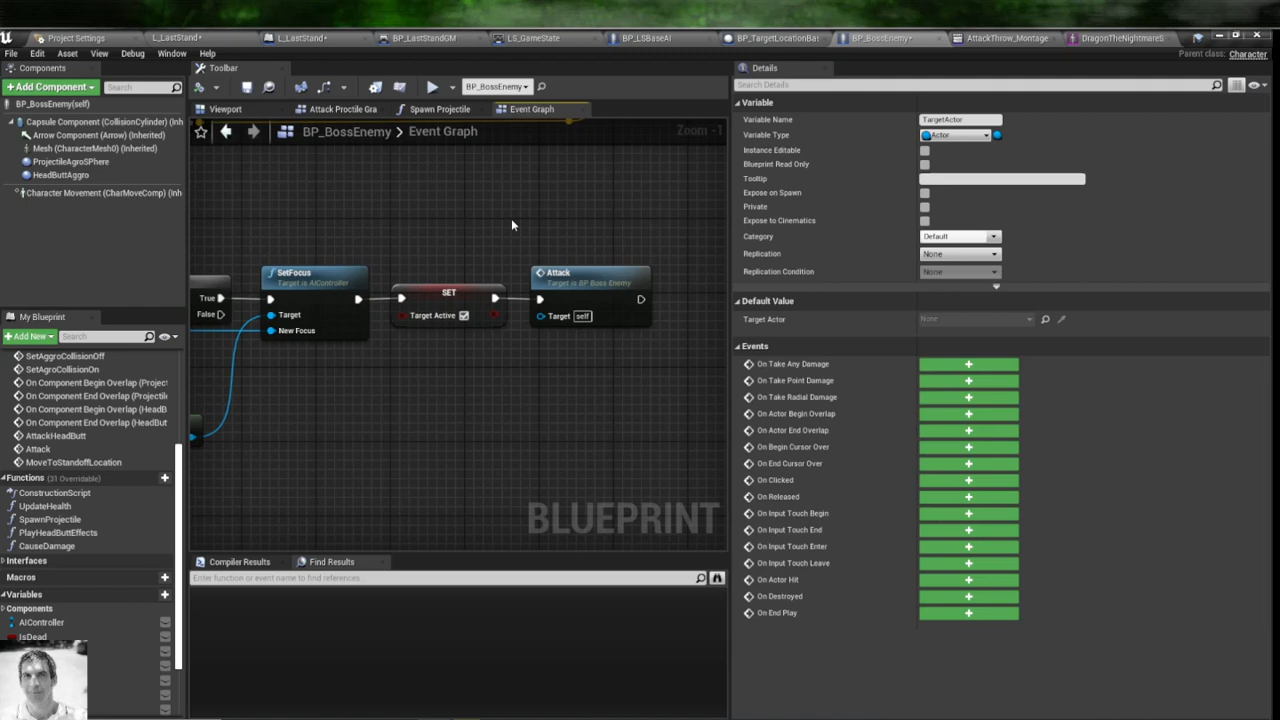 Project Settings
L_LastStand*
L_LastStand*
BP_LastStandGM
LS_GameState
BP_LSBaseAI
BP_TargetLocationBas
BP_BossEnemy*
AttackThrow_Montage
DragonTheNightmareS
File Edit Asset View Debug Window Help
Parent class: Character
Components
Toolbar
Details
+ Add Component
Search
BP_BossEnemy
Search Details
BP_BossEnemy(self)
Capsule Component (CollisionCylinder) (Inh
Arrow Component (Arrow) (Inherited)
Mesh (CharacterMesh0) (Inherited)
ProjectileAgroSPhere
HeadButtAggro
Character Movement (CharMoveComp) (Inh
Viewport
Attack Proctile Gra
Spawn Projectile
Event Graph
BP_BossEnemy > Event Graph
Zoom -1
True
False
SetFocus
Target is AIController
Target
New Focus
SET
Target Active
Attack
Target is BP Boss Enemy
Target self
BLUEPRINT
Variable
Variable Name TargetActor
Variable Type Actor
Instance Editable
Blueprint Read Only
Tooltip
Expose on Spawn
Private
Expose to Cinematics
Category Default
Replication None
Replication Condition None
Default Value
Target Actor None
Events
On Take Any Damage
On Take Point Damage
On Take Radial Damage
On Actor Begin Overlap
On Actor End Overlap
On Begin Cursor Over
On End Cursor Over
On Clicked
On Released
On Input Touch Begin
On Input Touch End
On Input Touch Enter
On Input Touch Leave
On Actor Hit
On Destroyed
On End Play
My Blueprint
+ Add New
Search
SetAggroCollisionOff
SetAgroCollisionOn
On Component Begin Overlap (Project
On Component End Overlap (Projectile
On Component Begin Overlap (HeadB
On Component End Overlap (HeadBut
AttackHeadButt
Attack
MoveToStandoffLocation
Functions (31 Overridable)
ConstructionScript
UpdateHealth
SpawnProjectile
PlayHeadButtEffects
CauseDamage
Interfaces
Macros
Variables
Components
AIController
IsDead
Compiler Results
Find Results
Enter function or event name to find references...